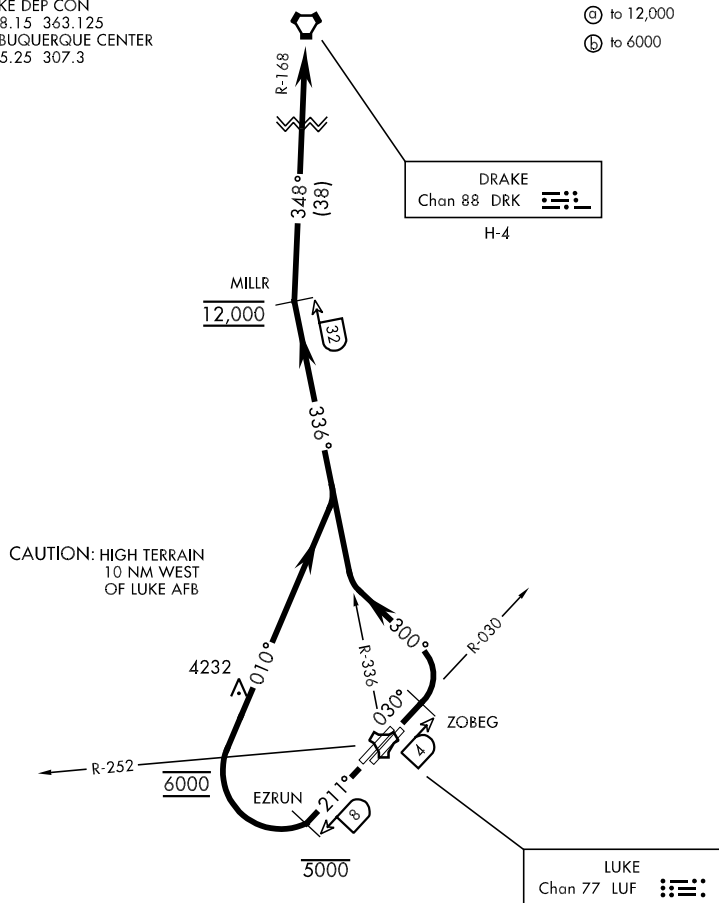 KE DEP CON
8.15 363.125
BUQUERQUE CENTER
5.25 307.3
ⓐ to 12,000
ⓑ to 6000
R-168
348°
(38)
DRAKE
Chan 88 DRK
H-4
MILLR
12,000
32
336°
CAUTION: HIGH TERRAIN
10 NM WEST
OF LUKE AFB
300°
R-030
R-336
010°
4232
030°
ZOBEG
4
R-252
6000
EZRUN
211°
8
5000
LUKE
Chan 77 LUF